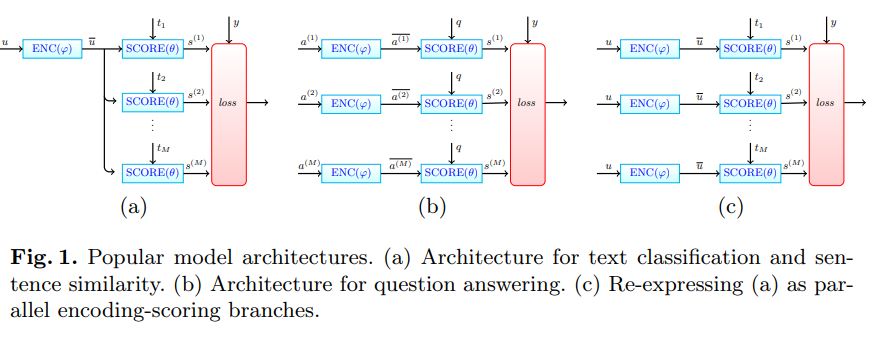 u ENC(φ) u̅ t₁ SCORE(θ) s⁽¹⁾ y
t₂ SCORE(θ) s⁽²⁾ loss
⋮
t_M SCORE(θ) s⁽ᴹ⁾
(a)
a⁽¹⁾ ENC(φ) a̅⁽¹⁾ q SCORE(θ) s⁽¹⁾ y
a⁽²⁾ ENC(φ) a̅⁽²⁾ q SCORE(θ) s⁽²⁾ loss
⋮
a⁽ᴹ⁾ ENC(φ) a̅⁽ᴹ⁾ q SCORE(θ) s⁽ᴹ⁾
(b)
u ENC(φ) u̅ t₁ SCORE(θ) s⁽¹⁾ y
u ENC(φ) u̅ t₂ SCORE(θ) s⁽²⁾ loss
⋮
u ENC(φ) u̅ t_M SCORE(θ) s⁽ᴹ⁾
(c)
Fig. 1. Popular model architectures. (a) Architecture for text classification and sen-
tence similarity. (b) Architecture for question answering. (c) Re-expressing (a) as par-
allel encoding-scoring branches.